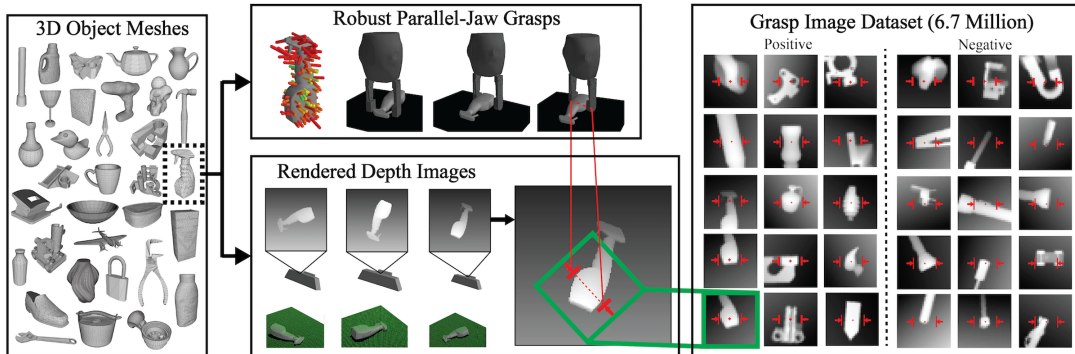 3D Object Meshes
Robust Parallel-Jaw Grasps
Rendered Depth Images
Grasp Image Dataset (6.7 Million)
Positive
Negative